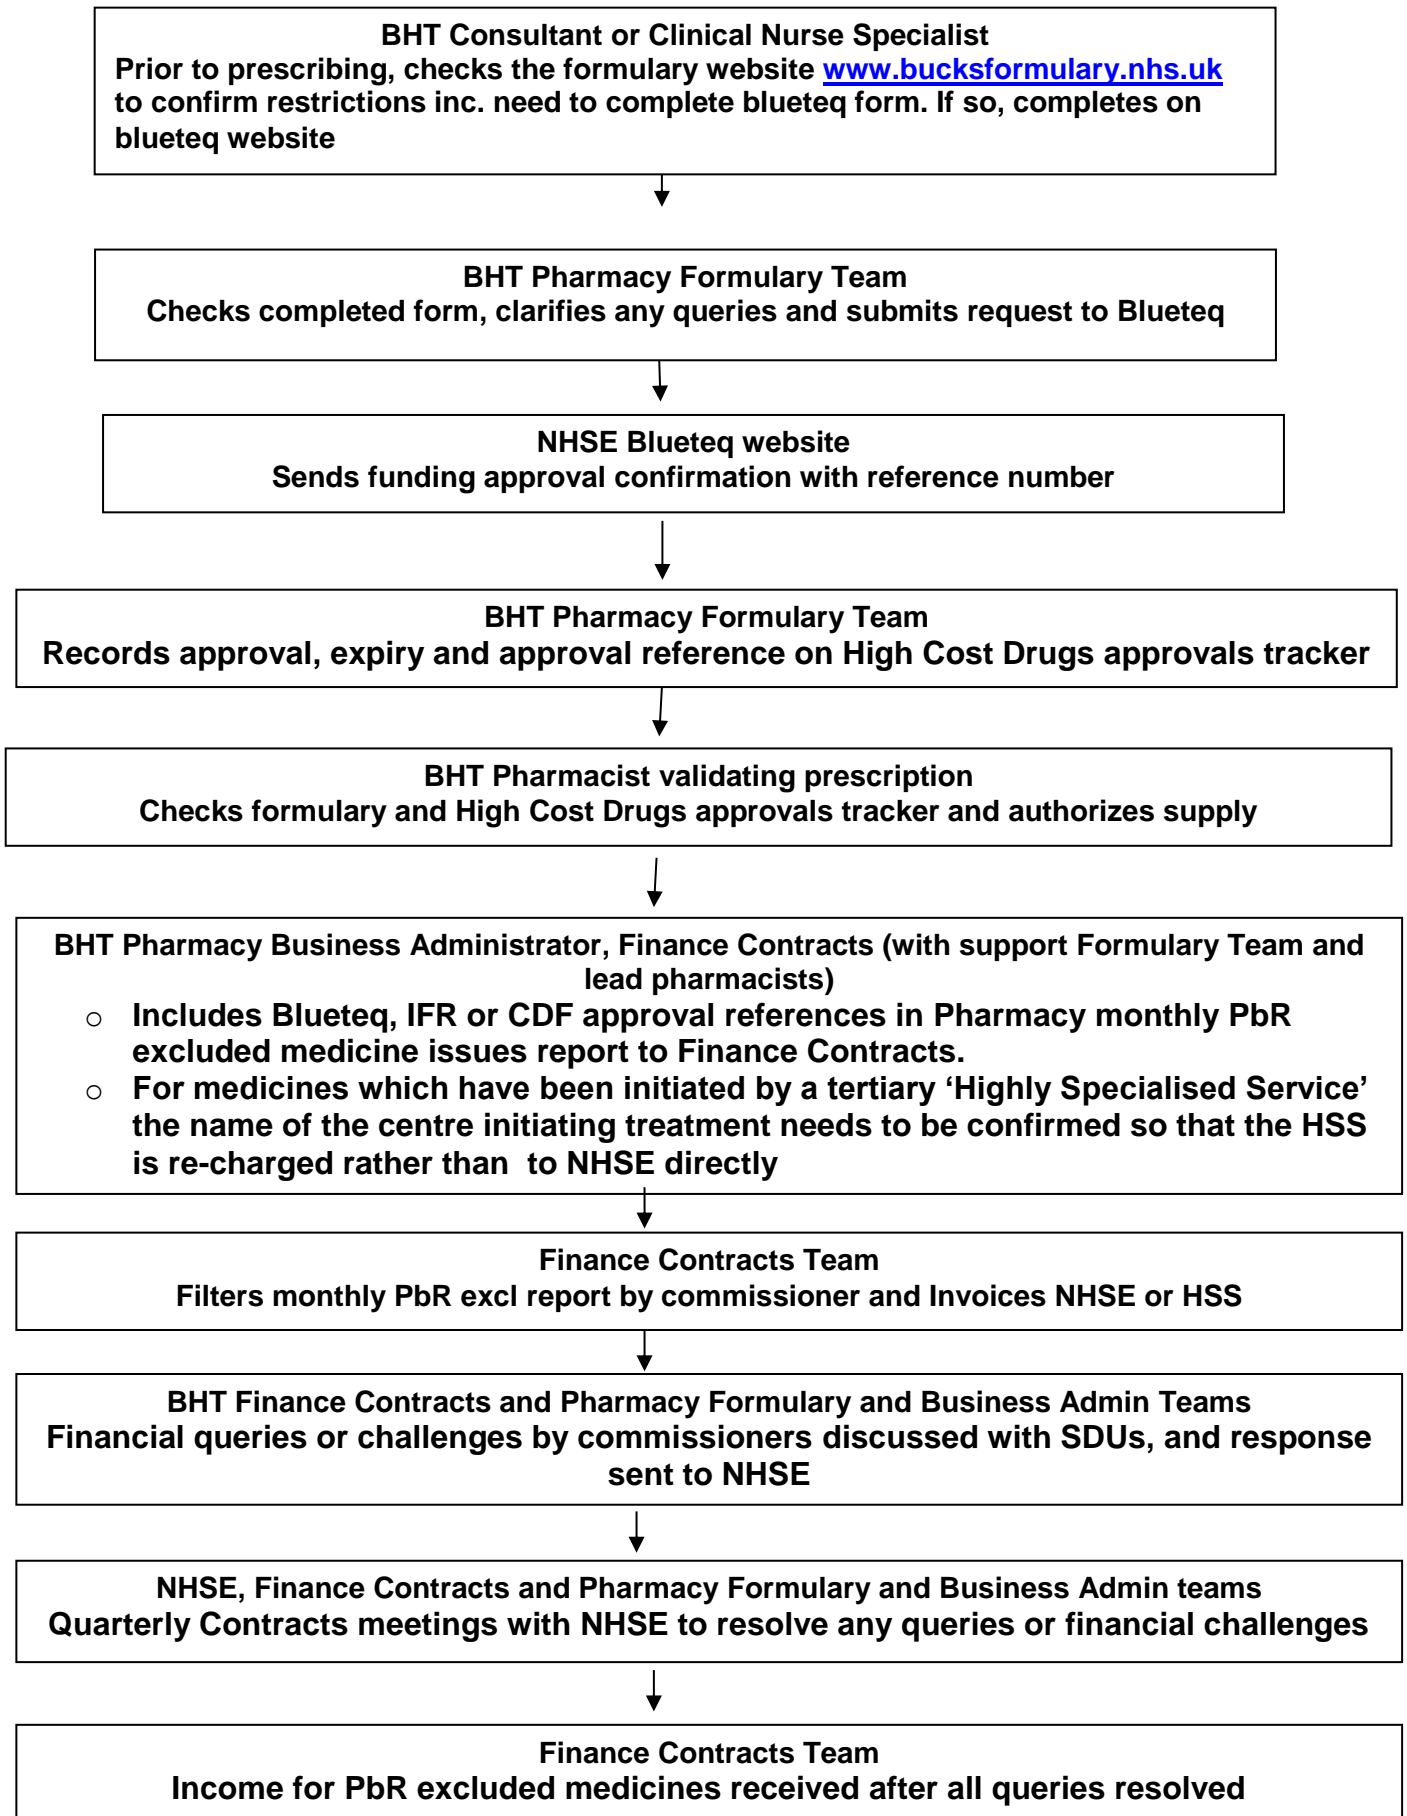 BHT Consultant or Clinical Nurse Specialist
Prior to prescribing, checks the formulary website www.bucksformulary.nhs.uk
to confirm restrictions inc. need to complete blueteq form. If so, completes on
blueteq website
BHT Pharmacy Formulary Team
Checks completed form, clarifies any queries and submits request to Blueteq
NHSE Blueteq website
Sends funding approval confirmation with reference number
BHT Pharmacy Formulary Team
Records approval, expiry and approval reference on High Cost Drugs approvals tracker
BHT Pharmacist validating prescription
Checks formulary and High Cost Drugs approvals tracker and authorizes supply
BHT Pharmacy Business Administrator, Finance Contracts (with support Formulary Team and
lead pharmacists)
o Includes Blueteq, IFR or CDF approval references in Pharmacy monthly PbR
excluded medicine issues report to Finance Contracts.
o For medicines which have been initiated by a tertiary ‘Highly Specialised Service’
the name of the centre initiating treatment needs to be confirmed so that the HSS
is re-charged rather than  to NHSE directly
Finance Contracts Team
Filters monthly PbR excl report by commissioner and Invoices NHSE or HSS
BHT Finance Contracts and Pharmacy Formulary and Business Admin Teams
Financial queries or challenges by commissioners discussed with SDUs, and response
sent to NHSE
NHSE, Finance Contracts and Pharmacy Formulary and Business Admin teams
Quarterly Contracts meetings with NHSE to resolve any queries or financial challenges
Finance Contracts Team
Income for PbR excluded medicines received after all queries resolved